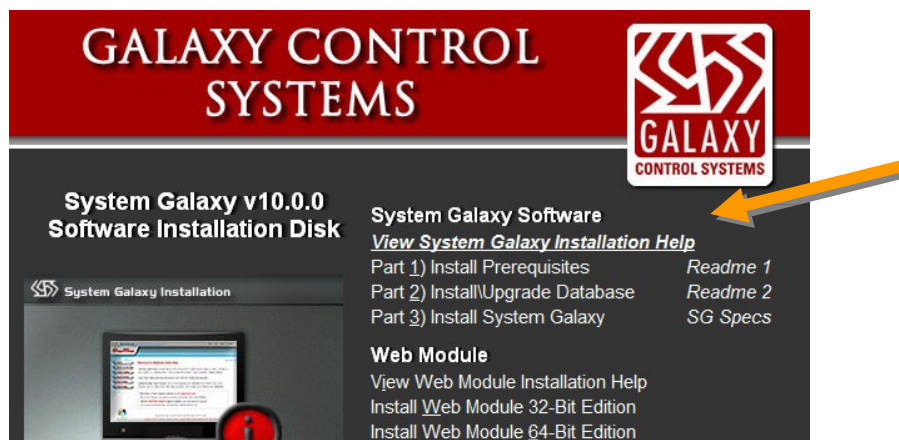 GALAXY CONTROL
SYSTEMS
GALAXY
CONTROL SYSTEMS
System Galaxy v10.0.0
Software Installation Disk
System Galaxy Installation
System Galaxy Software
View System Galaxy Installation Help
Part 1) Install Prerequisites Readme 1
Part 2) Install\Upgrade Database Readme 2
Part 3) Install System Galaxy SG Specs
Web Module
View Web Module Installation Help
Install Web Module 32-Bit Edition
Install Web Module 64-Bit Edition